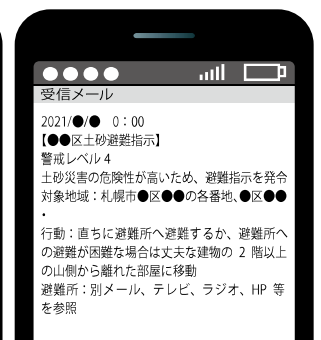 受信メール
2021/●/●　0：00
【●●区土砂避難指示】
警戒レベル4
土砂災害の危険性が高いため、避難指示を発令
対象地域：札幌市●区●●の各番地、●区●●
・
行動：直ちに避難所へ避難するか、避難所へ
の避難が困難な場合は丈夫な建物の 2 階以上
の山側から離れた部屋に移動
避難所：別メール、テレビ、ラジオ、HP 等
を参照